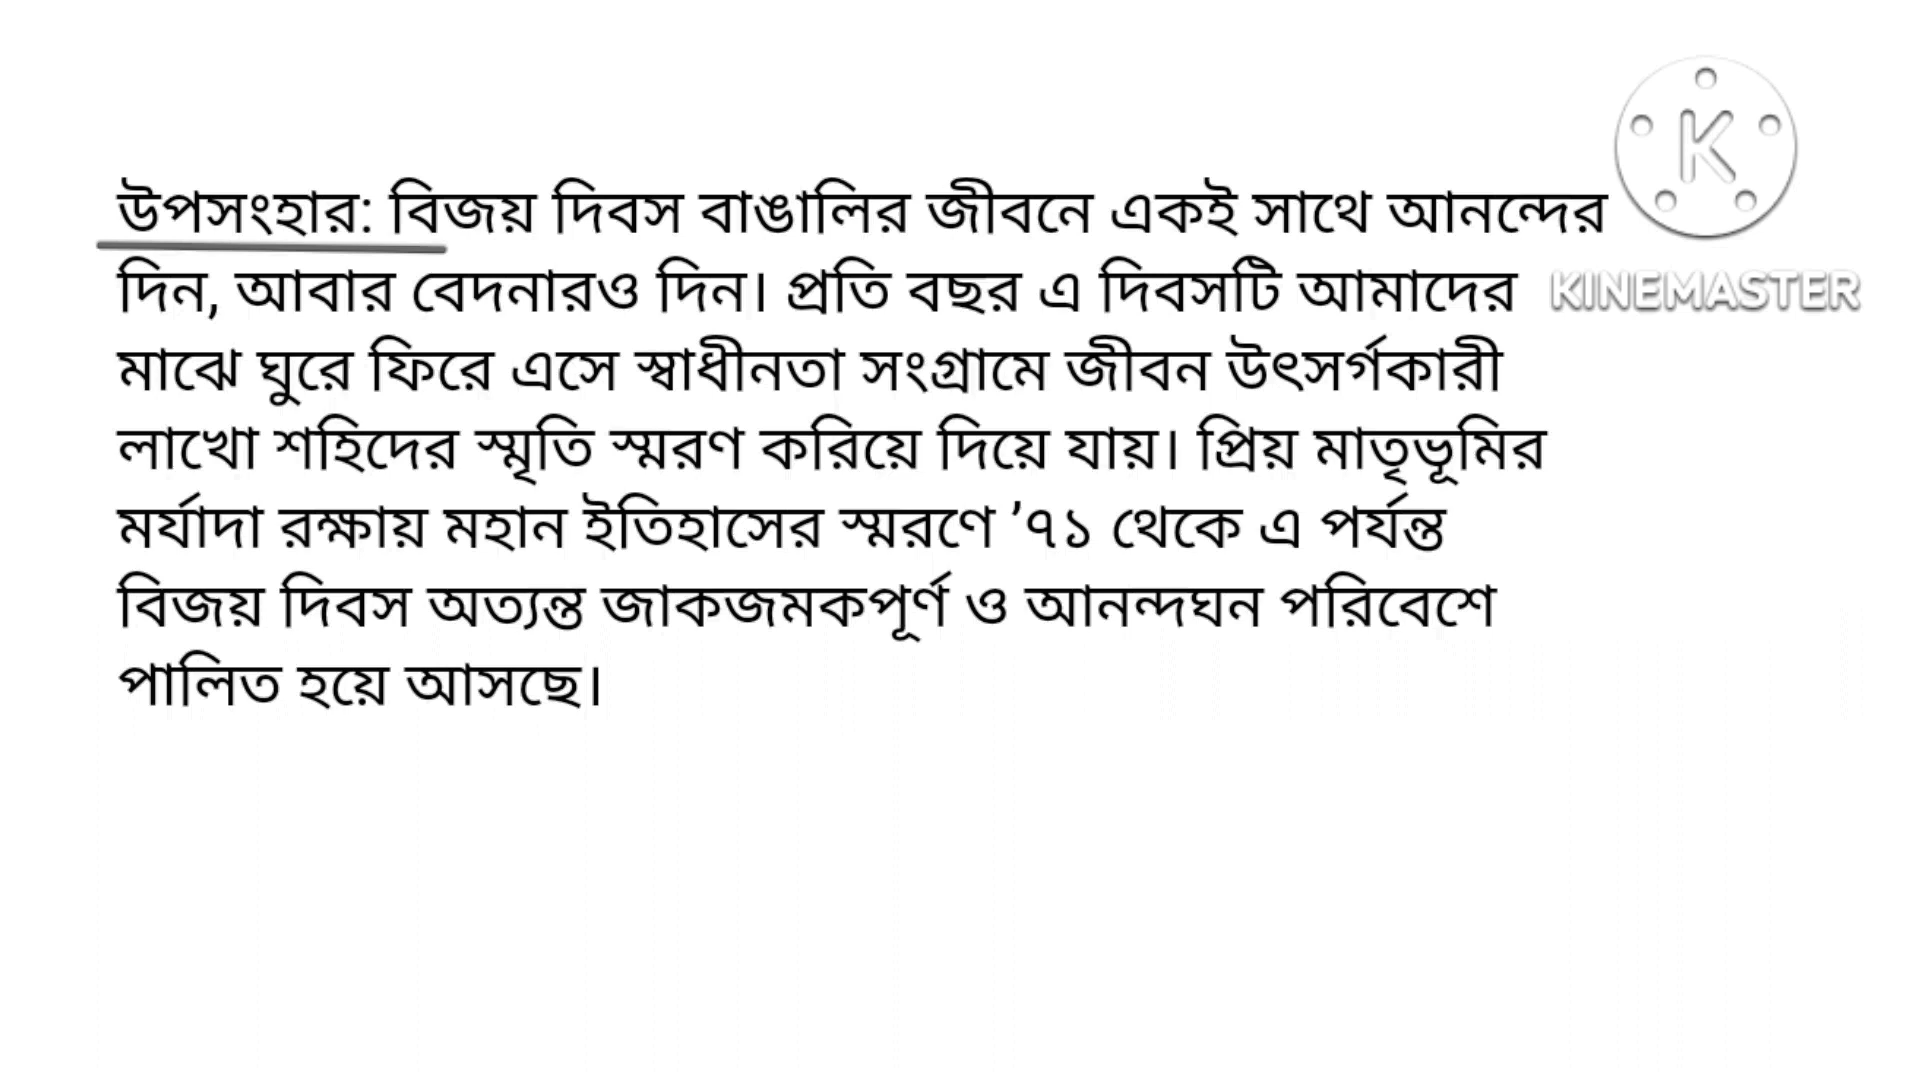 উপসংহার: বিজয় দিবস বাঙালির জীবনে একই সাথে আনন্দের
দিন, আবার বেদনারও দিন। প্রতি বছর এ দিবসটি আমাদের
মাঝে ঘুরে ফিরে এসে স্বাধীনতা সংগ্রামে জীবন উৎসর্গকারী
লাখো শহিদের স্মৃতি স্মরণ করিয়ে দিয়ে যায়। প্রিয় মাতৃভূমির
মর্যাদা রক্ষায় মহান ইতিহাসের স্মরণে ’৭১ থেকে এ পর্যন্ত
বিজয় দিবস অত্যন্ত জাকজমকপূর্ণ ও আনন্দঘন পরিবেশে
পালিত হয়ে আসছে।
K
KINEMASTER